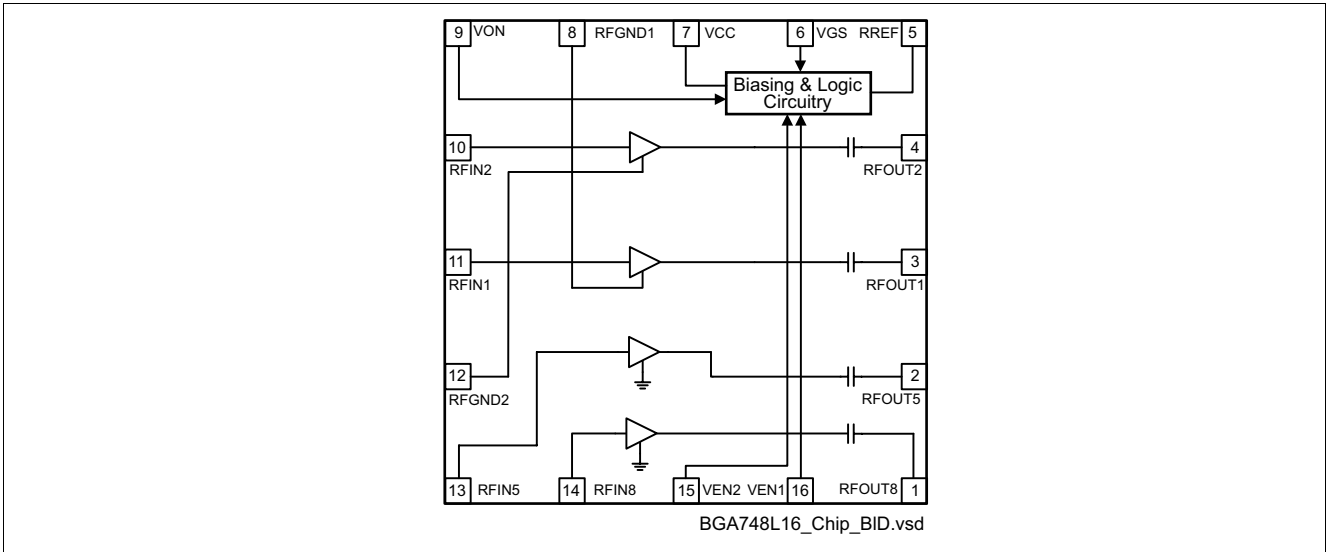 9 VON 8 RFGND1 7 VCC 6 VGS RREF 5
Biasing & Logic
Circuitry
10 4
RFIN2 RFOUT2
11 3
RFIN1 RFOUT1
12 2
RFGND2 RFOUT5
13 RFIN5 14 RFIN8 15 VEN2 VEN1 16 RFOUT8 1
BGA748L16_Chip_BlD.vsd